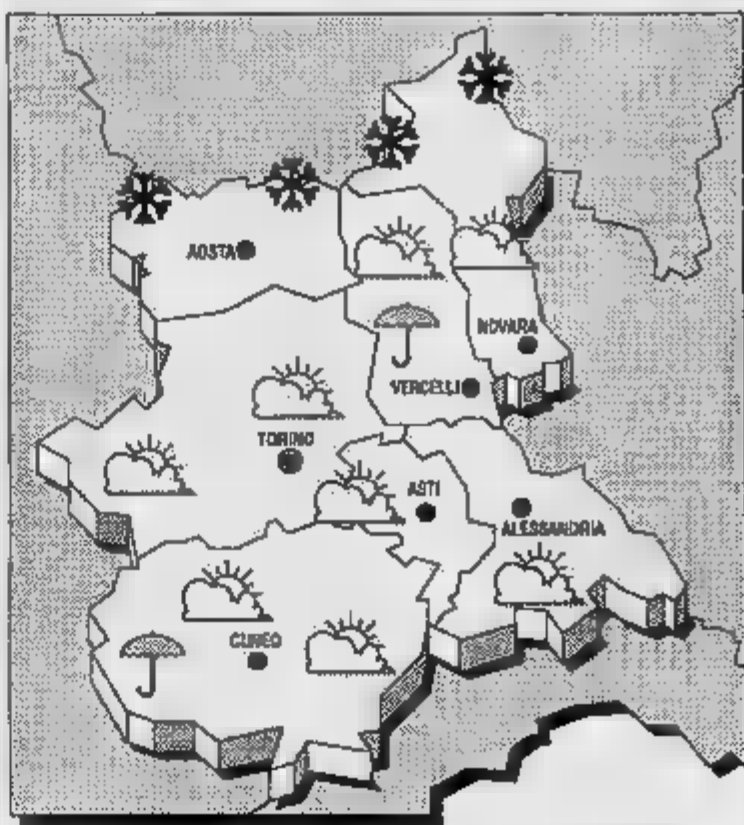 AOSTA
NOVARA
VERCELLI
TORINO
ASTI
ALESSANDRIA
CUNEO